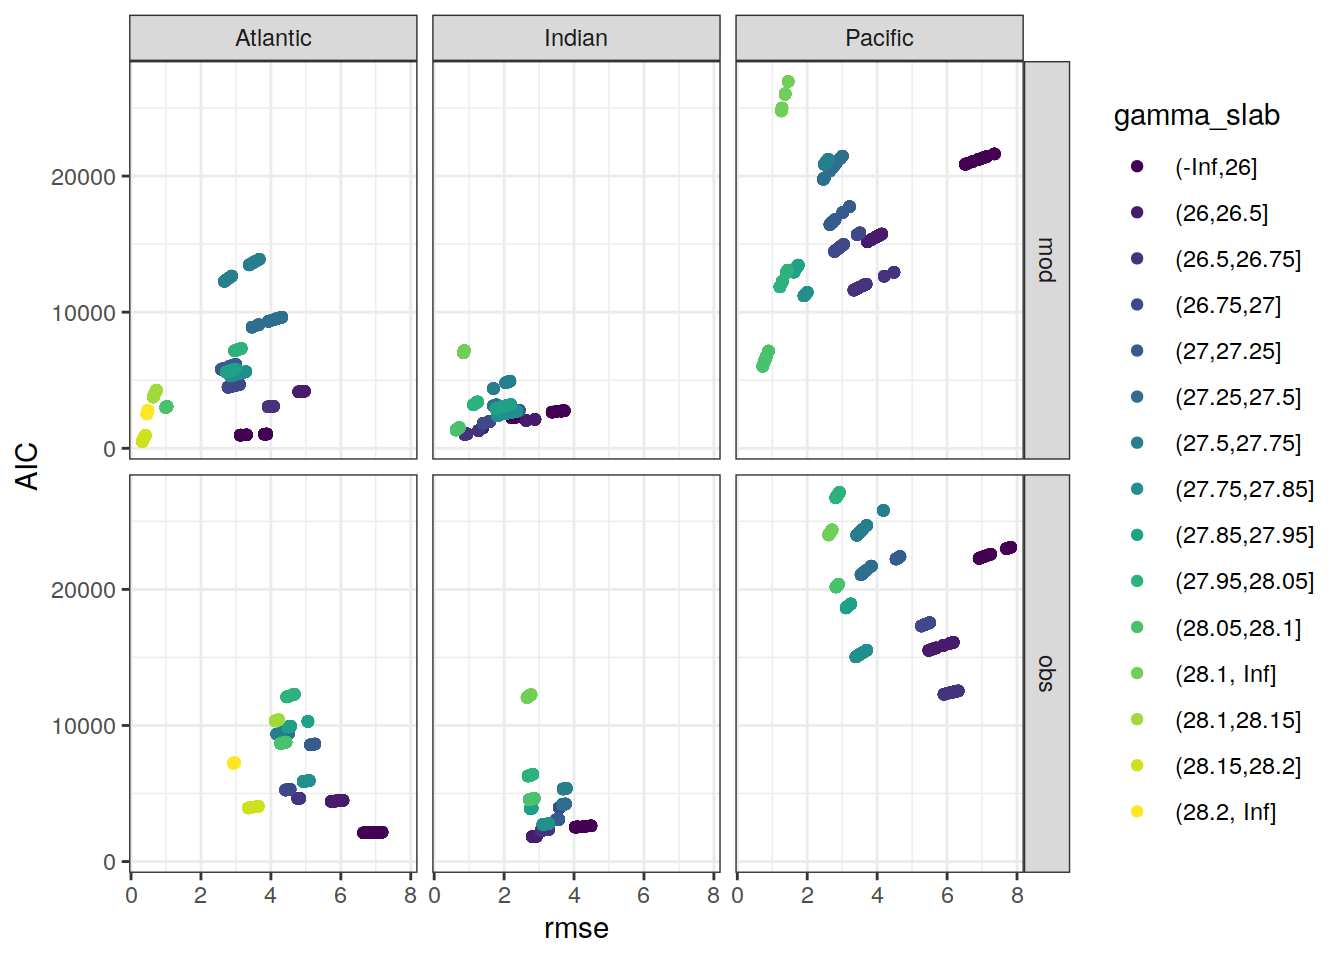 Atlantic
Indian
Pacific
mod
obs
AIC
20000
10000
0
20000
10000
0
0 2 4 6 8
0 2 4 6 8
0 2 4 6 8
rmse
gamma_slab
(-Inf,26]
(26,26.5]
(26.5,26.75]
(26.75,27]
(27,27.25]
(27.25,27.5]
(27.5,27.75]
(27.75,27.85]
(27.85,27.95]
(27.95,28.05]
(28.05,28.1]
(28.1, Inf]
(28.1,28.15]
(28.15,28.2]
(28.2, Inf]